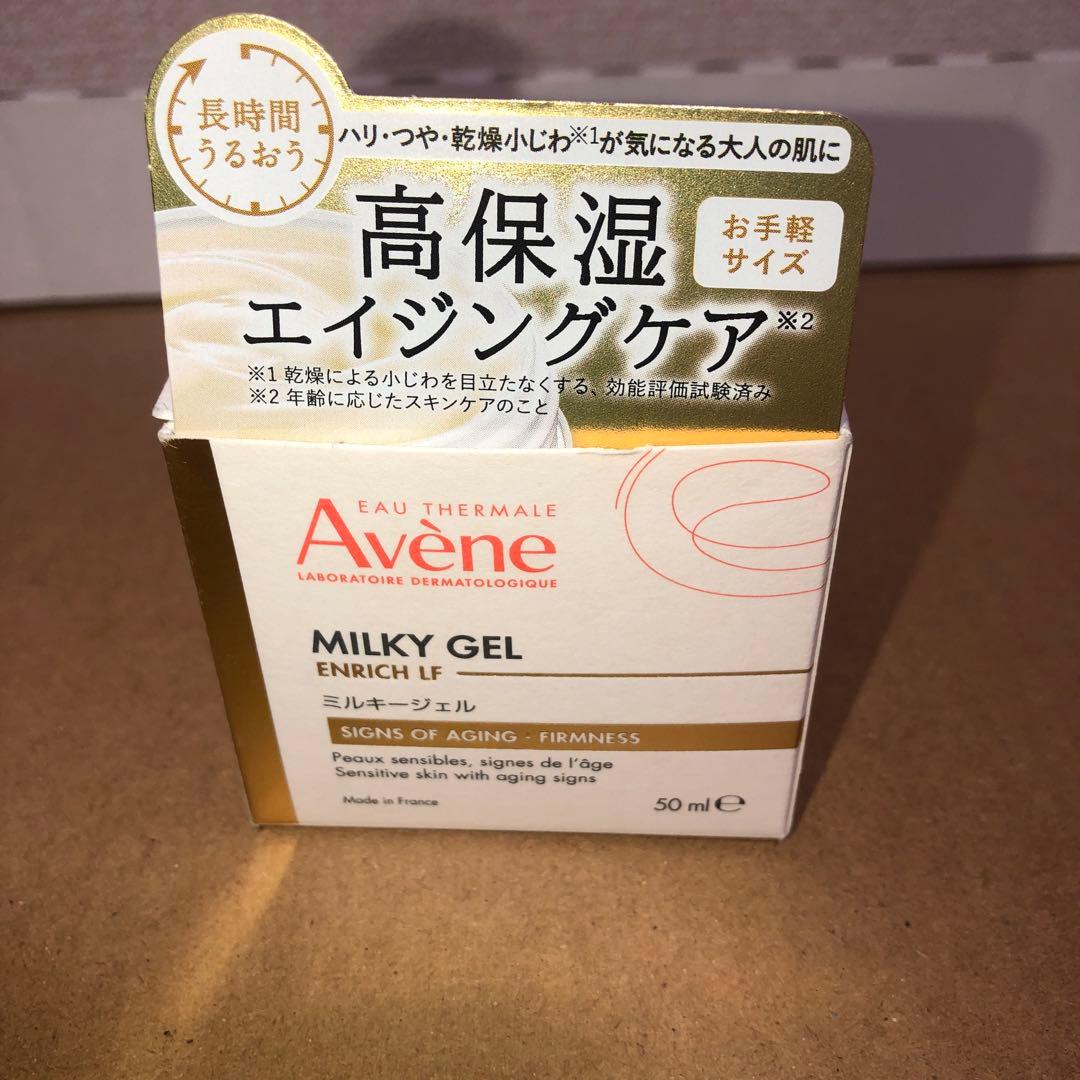 長時間
うるおう
ハリ・つや・乾燥小じわ※1が気になる大人の肌に
高保湿
お手軽
サイズ
エイジングケア※2
※1 乾燥による小じわを目立たなくする、効能評価試験済み
※2 年齢に応じたスキンケアのこと
EAU THERMALE
Avène
LABORATOIRE DERMATOLOGIQUE
MILKY GEL
ENRICH LF
ミルキージェル
SIGNS OF AGING · FIRMNESS
Peaux sensibles, signes de l'âge
Sensitive skin with aging signs
Made in France
50 ml ℮